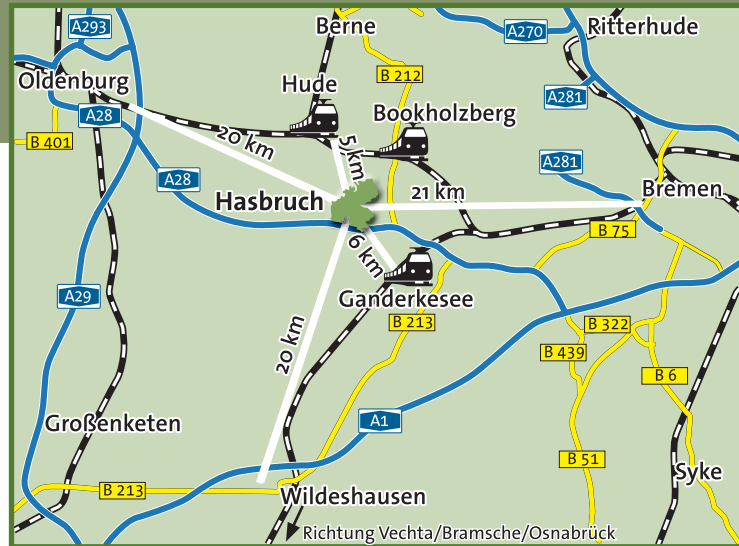 A293
Berne
A270
Ritterhude
Oldenburg
B 212
Hude
A281
A28
Bookholzberg
B 401
20 km
5 km
A281
A28
Hasbruch
21 km
Bremen
B 75
6 km
A29
Ganderkesee
20 km
B 213
B 322
B 439
B 6
Großenketen
A1
B 51
Syke
B 213
Wildeshausen
Richtung Vechta/Bramsche/Osnabrück